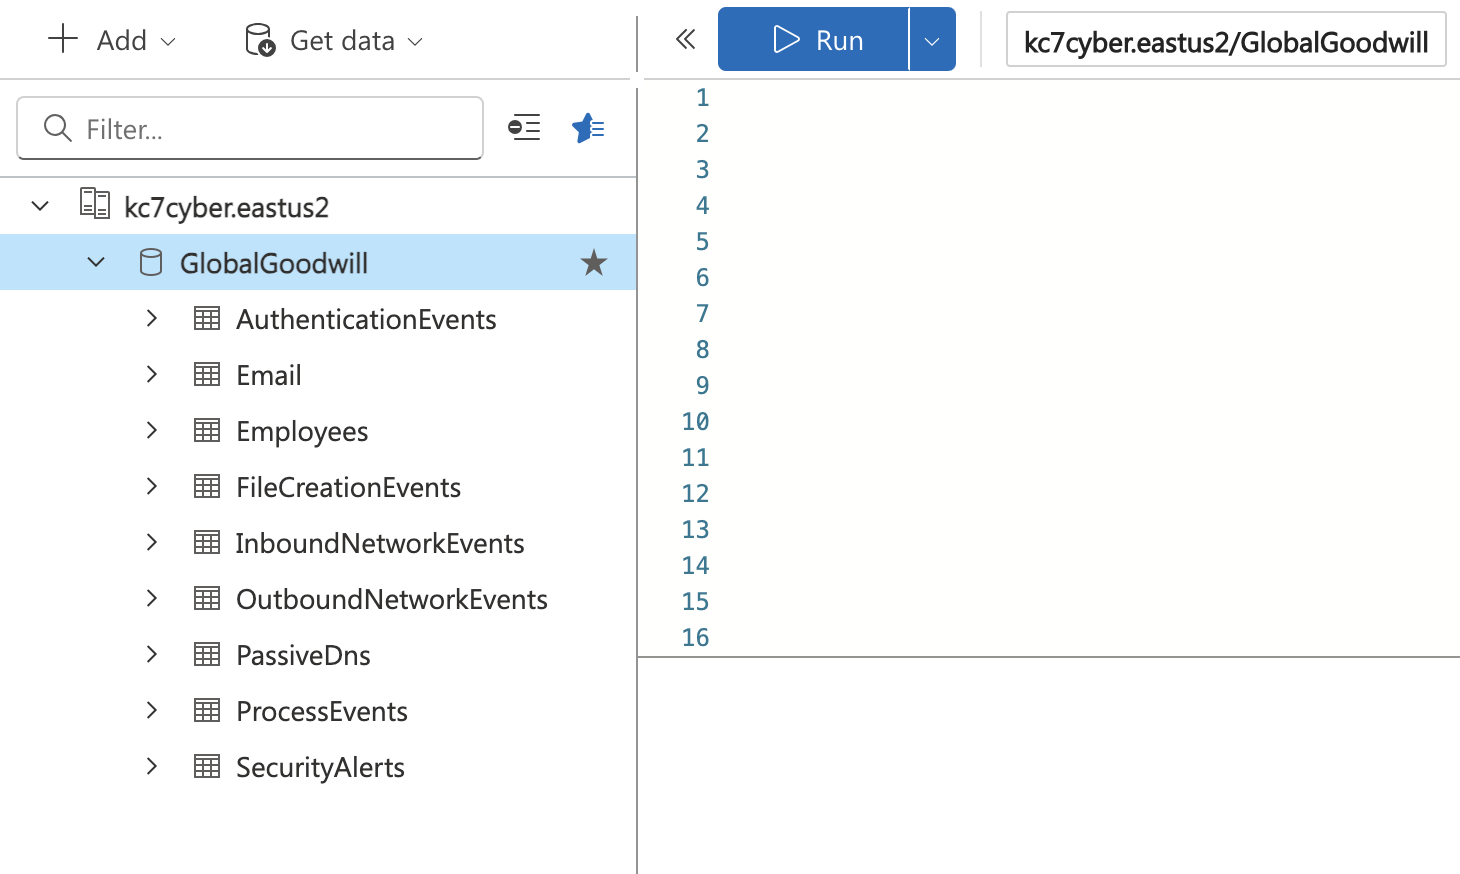 Add
Get data
Run
kc7cyber.eastus2/GlobalGoodwill
Filter...
kc7cyber.eastus2
GlobalGoodwill
AuthenticationEvents
Email
Employees
FileCreationEvents
InboundNetworkEvents
OutboundNetworkEvents
PassiveDns
ProcessEvents
SecurityAlerts
1
2
3
4
5
6
7
8
9
10
11
12
13
14
15
16